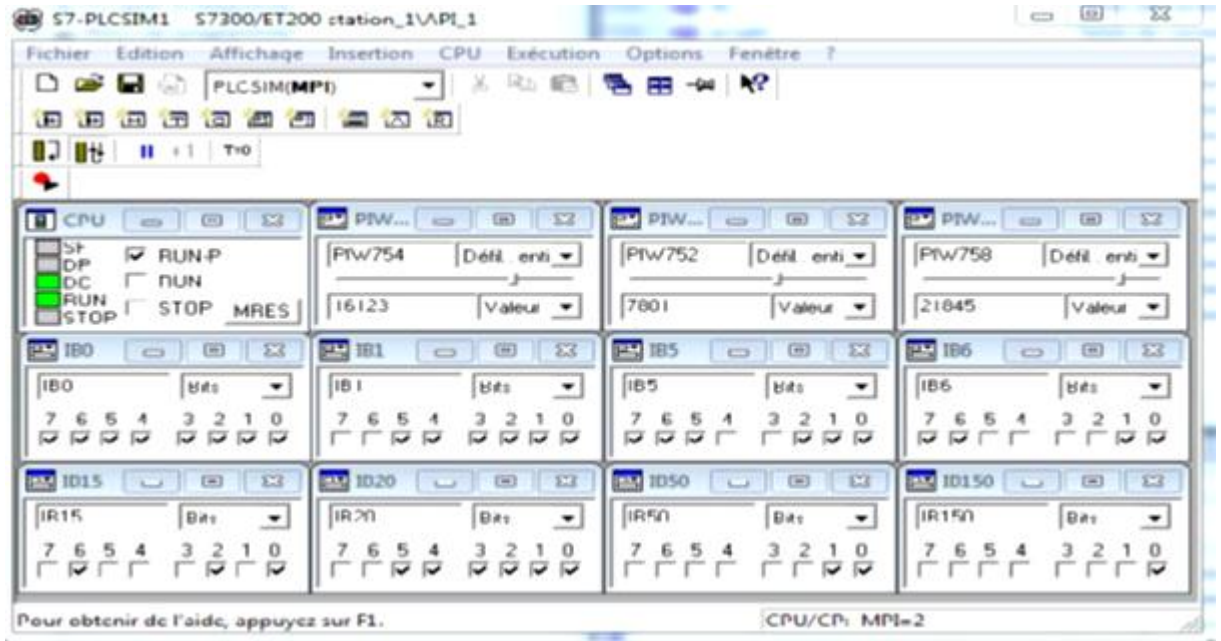 S7-PLCSIM1 S7300/ET200 station_1\API_1
Fichier Edition Affichage Insertion CPU Exécution Options Fenêtre ?
PLCSIM(MPI)
+1 T=0
CPU PIW... PIW... PIW...
SF
DP
DC
RUN
STOP
RUN-P
RUN
STOP MRES
PIW754 Défil. enti
16123 Valeur
PIW752 Défil. enti
7801 Valeur
PIW758 Défil. enti
21845 Valeur
IB0 IB1 IB5 IB6
IB0 Bits IB1 Bits IB5 Bits IB6 Bits
7 6 5 4 3 2 1 0 7 6 5 4 3 2 1 0 7 6 5 4 3 2 1 0 7 6 5 4 3 2 1 0
IB15 IB20 IB50 IB150
IB15 Bits IB20 Bits IB50 Bits IB150 Bits
7 6 5 4 3 2 1 0 7 6 5 4 3 2 1 0 7 6 5 4 3 2 1 0 7 6 5 4 3 2 1 0
Pour obtenir de l'aide, appuyez sur F1. CPU/CP: MPI=2